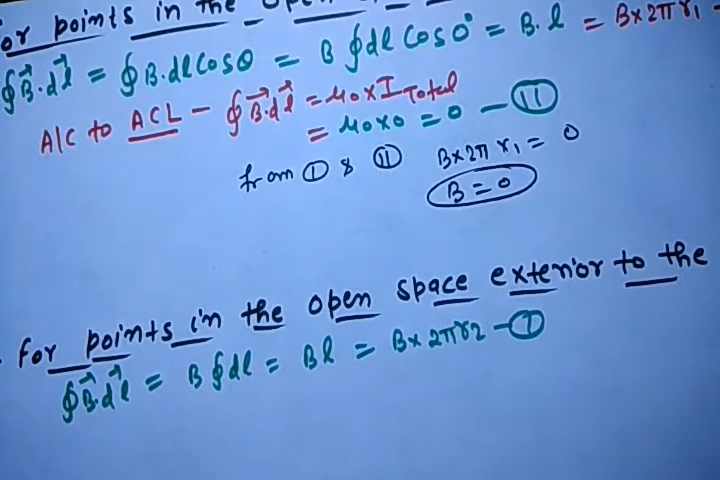 or points in the open
∮B⃗.dl⃗ = ∮B.dl cosθ = B ∮dl cos0° = B.l = B×2πr₁ -
A/C to ACL - ∮B⃗.dl⃗ = μ₀×I Total
= μ₀×0 = 0 - (II)
from (I) & (II) B×2πr₁ = 0
B = 0
For points in the open space exterior to the
∮B⃗.dl⃗ = B∮dl = Bl = B×2πr₂ - (I)